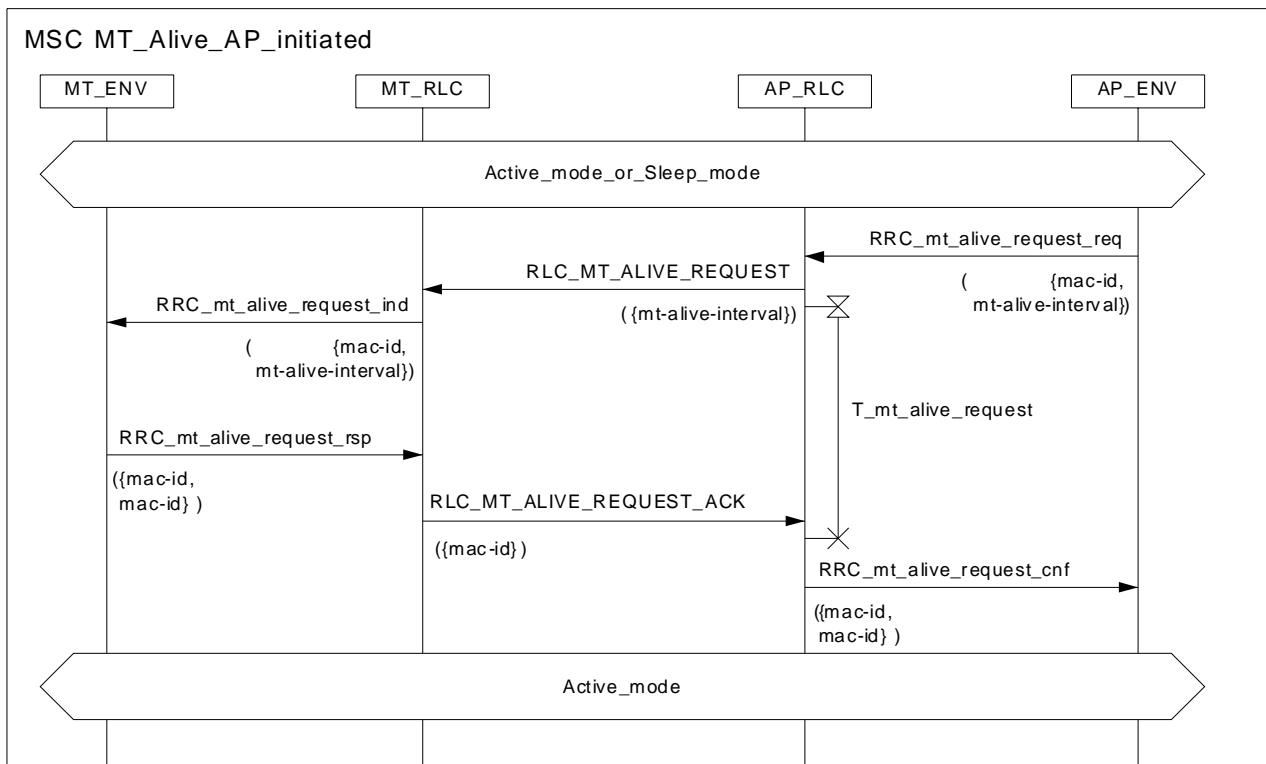 MSC MT_Alive_AP_initiated
MT_ENV
MT_RLC
AP_RLC
AP_ENV
Active_mode_or_Sleep_mode
RRC_mt_alive_request_req
( {mac-id,
mt-alive-interval})
RLC_MT_ALIVE_REQUEST
({mt-alive-interval})
RRC_mt_alive_request_ind
( {mac-id,
mt-alive-interval})
T_mt_alive_request
RRC_mt_alive_request_rsp
({mac-id,
mac-id} )
RLC_MT_ALIVE_REQUEST_ACK
({mac-id} )
RRC_mt_alive_request_cnf
({mac-id,
mac-id} )
Active_mode